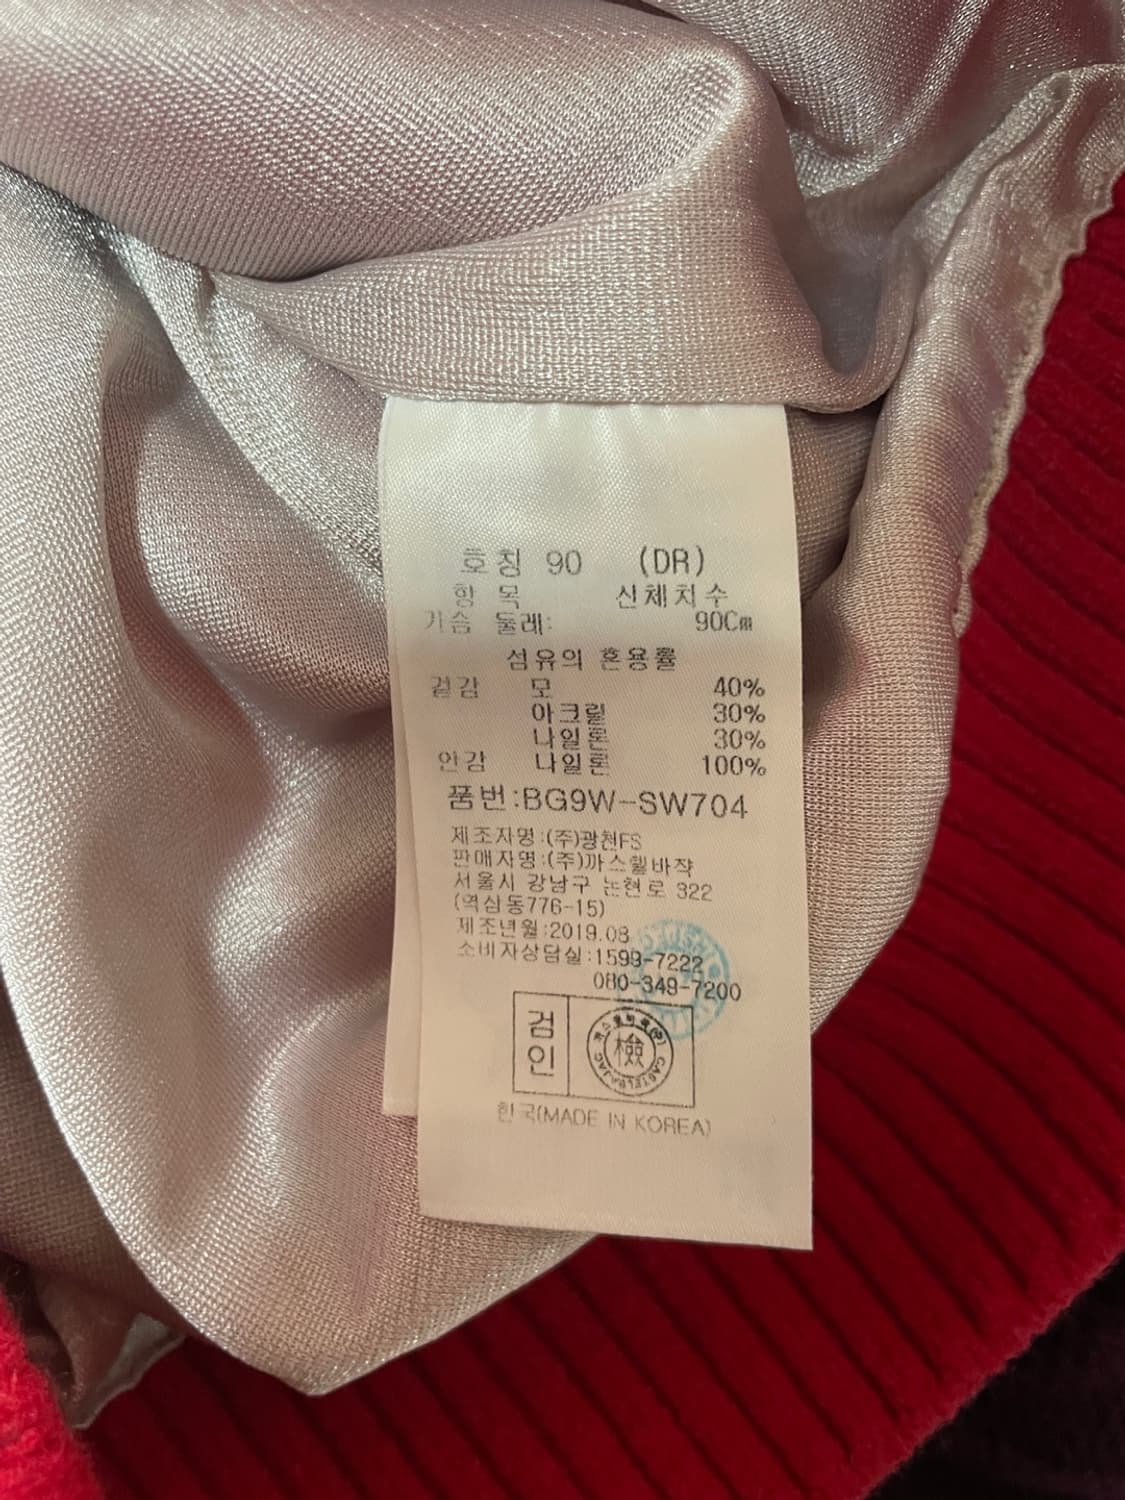 호칭 90 (DR)
항 목 신체치수
가슴 둘레: 90Cm
섬유의 혼용률
겉감 모 40%
아크릴 30%
나일론 30%
안감 나일론 100%
품번:BG9W-SW704
제조자명:(주)광천FS
판매자명:(주)까스텔바작
서울시 강남구 논현로 322
(역삼동776-15)
제조년월:2019.08
소비자상담실:1599-7222
080-349-7200
검인
檢
CASTELBAJAC
한국(MADE IN KOREA)